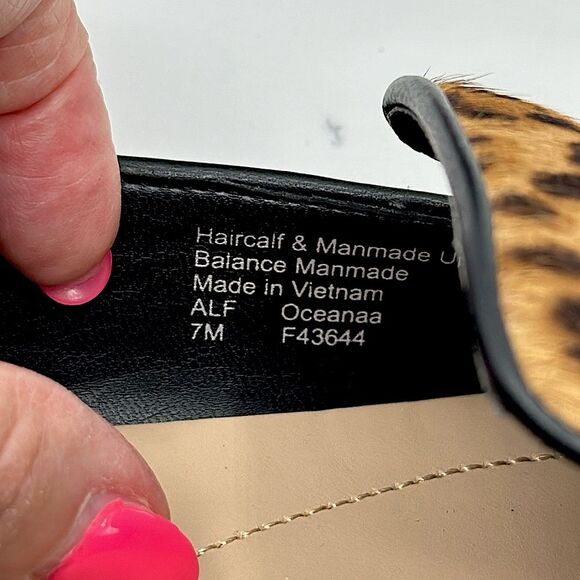 Haircalf & Manmade
Balance Manmade
Made in Vietnam
ALF Oceanaa
7M F43644